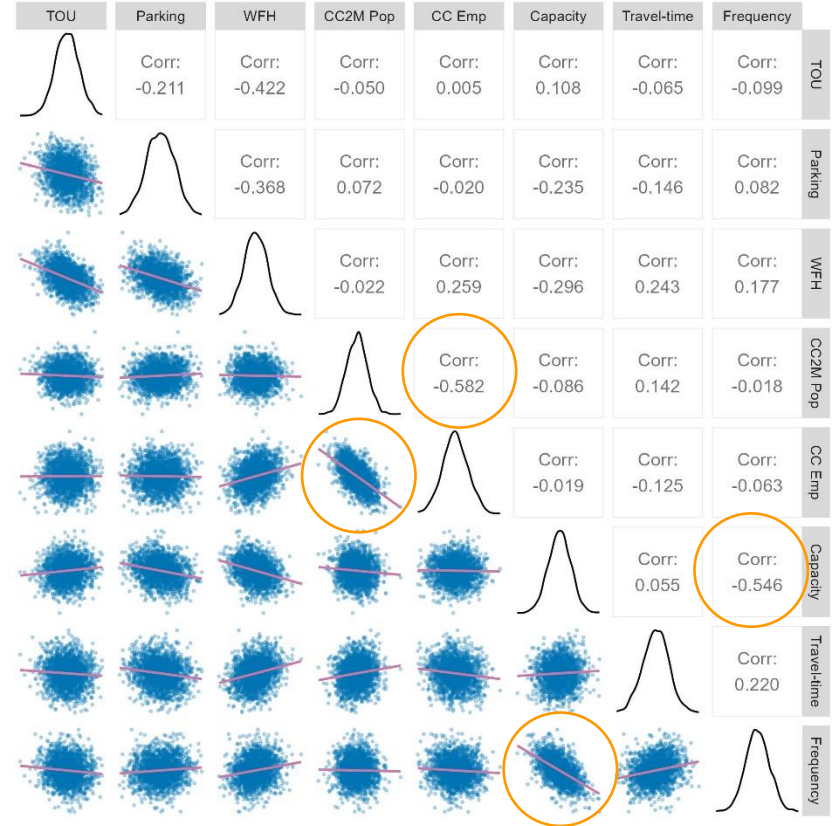 TOU Parking WFH CC2M Pop CC Emp Capacity Travel-time Frequency
Corr: Corr: Corr: Corr: Corr: Corr: Corr:
-0.211 -0.422 -0.050 0.005 0.108 -0.065 -0.099
TOU
Corr: Corr: Corr: Corr: Corr: Corr:
-0.368 0.072 -0.020 -0.235 -0.146 0.082
Parking
Corr: Corr: Corr: Corr: Corr:
-0.022 0.259 -0.296 0.243 0.177
WFH
Corr: Corr: Corr: Corr:
-0.582 -0.086 0.142 -0.018
CC2M Pop
Corr: Corr: Corr:
-0.019 -0.125 -0.063
CC Emp
Corr: Corr:
0.055 -0.546
Capacity
Corr:
0.220
Travel-time
Frequency